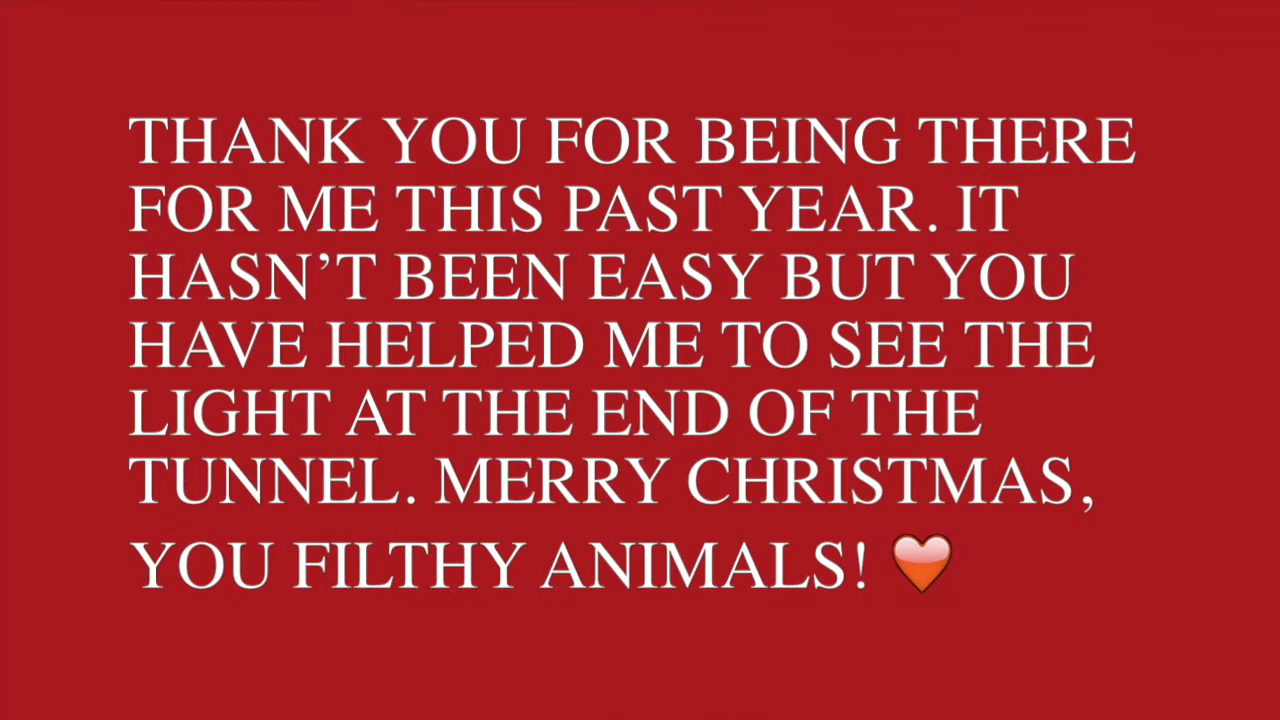 THANK YOU FOR BEING THERE
FOR ME THIS PAST YEAR. IT
HASN’T BEEN EASY BUT YOU
HAVE HELPED ME TO SEE THE
LIGHT AT THE END OF THE
TUNNEL. MERRY CHRISTMAS,
YOU FILTHY ANIMALS! ❤️